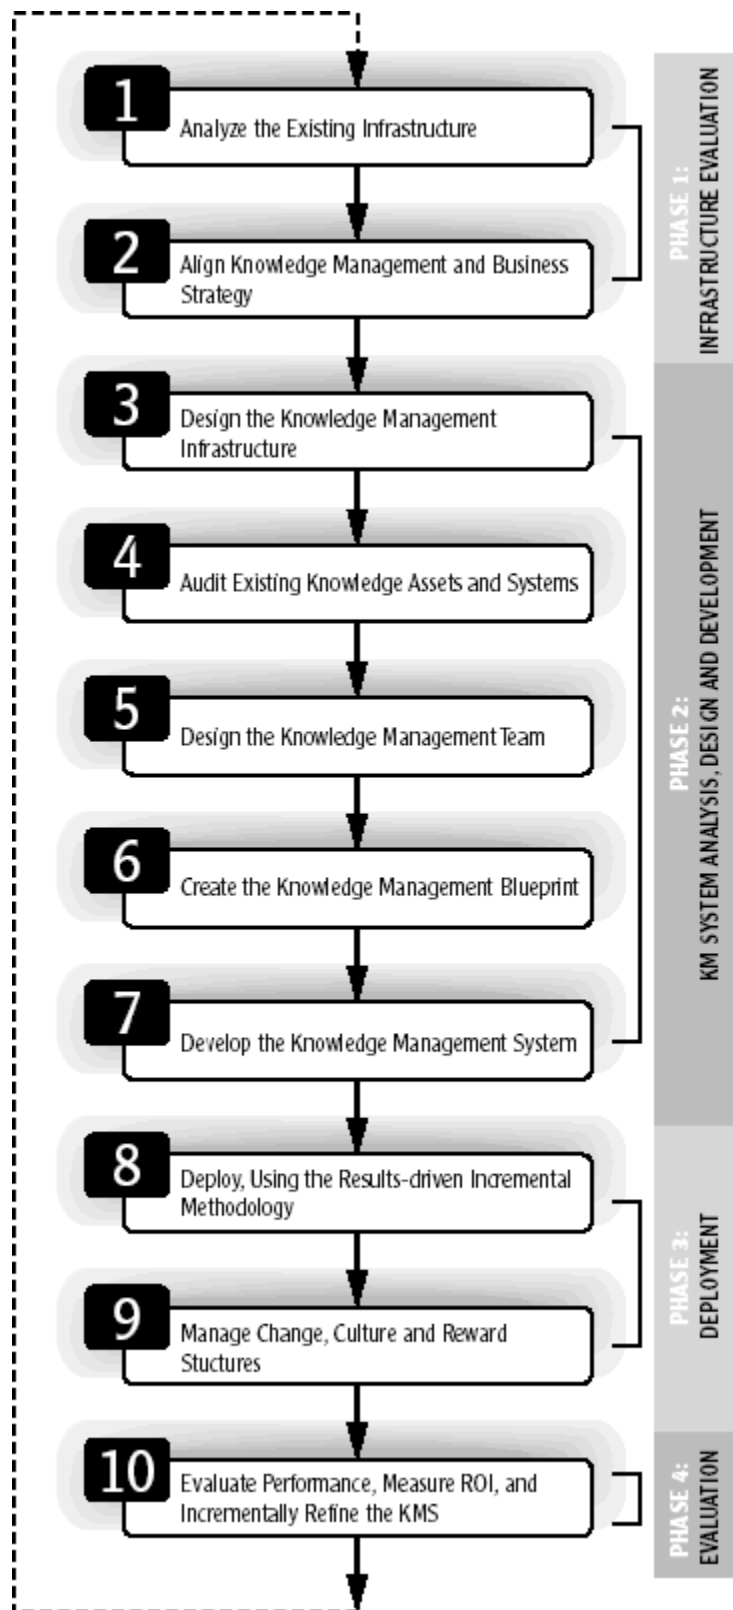 1
Analyze the Existing Infrastructure
2
Align Knowledge Management and Business
Strategy
PHASE 1:
INFRASTRUCTURE EVALUATION
3
Design the Knowledge Management
Infrastructure
4
Audit Existing Knowledge Assets and Systems
5
Design the Knowledge Management Team
6
Create the Knowledge Management Blueprint
7
Develop the Knowledge Management System
PHASE 2:
KM SYSTEM ANALYSIS, DESIGN AND DEVELOPMENT
8
Deploy, Using the Results-driven Incremental
Methodology
9
Manage Change, Culture and Reward
Stuctures
PHASE 3:
DEPLOYMENT
10
Evaluate Performance, Measure ROI, and
Incrementally Refine the KMS
PHASE 4:
EVALUATION